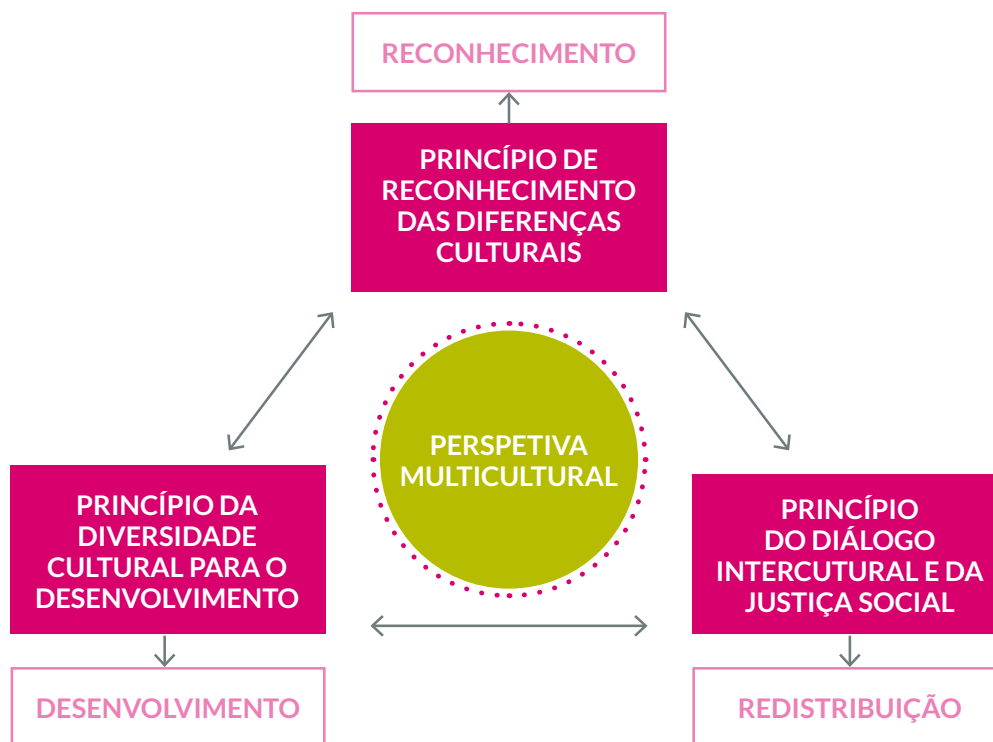 RECONHECIMENTO
PRINCÍPIO DE
RECONHECIMENTO
DAS DIFERENÇAS
CULTURAIS
PERSPETIVA
MULTICULTURAL
PRINCÍPIO DA
DIVERSIDADE
CULTURAL PARA O
DESENVOLVIMENTO
PRINCÍPIO
DO DIÁLOGO
INTERCUTURAL E DA
JUSTIÇA SOCIAL
DESENVOLVIMENTO
REDISTRIBUIÇÃO